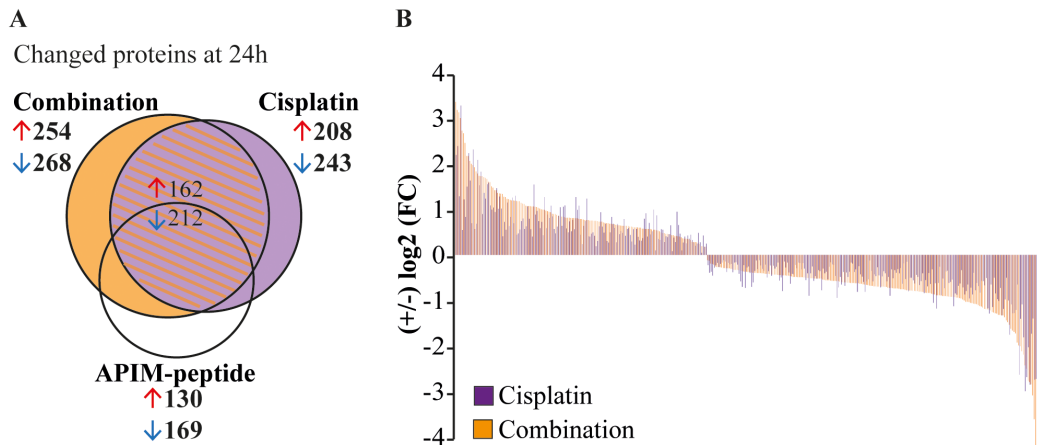 A
Changed proteins at 24h
Combination
↑254
↓268
Cisplatin
↑208
↓243
↑162
↓212
APIM-peptide
↑130
↓169
B
(+/-) log2 (FC)
4
3
2
1
0
-1
-2
-3
-4
Cisplatin
Combination